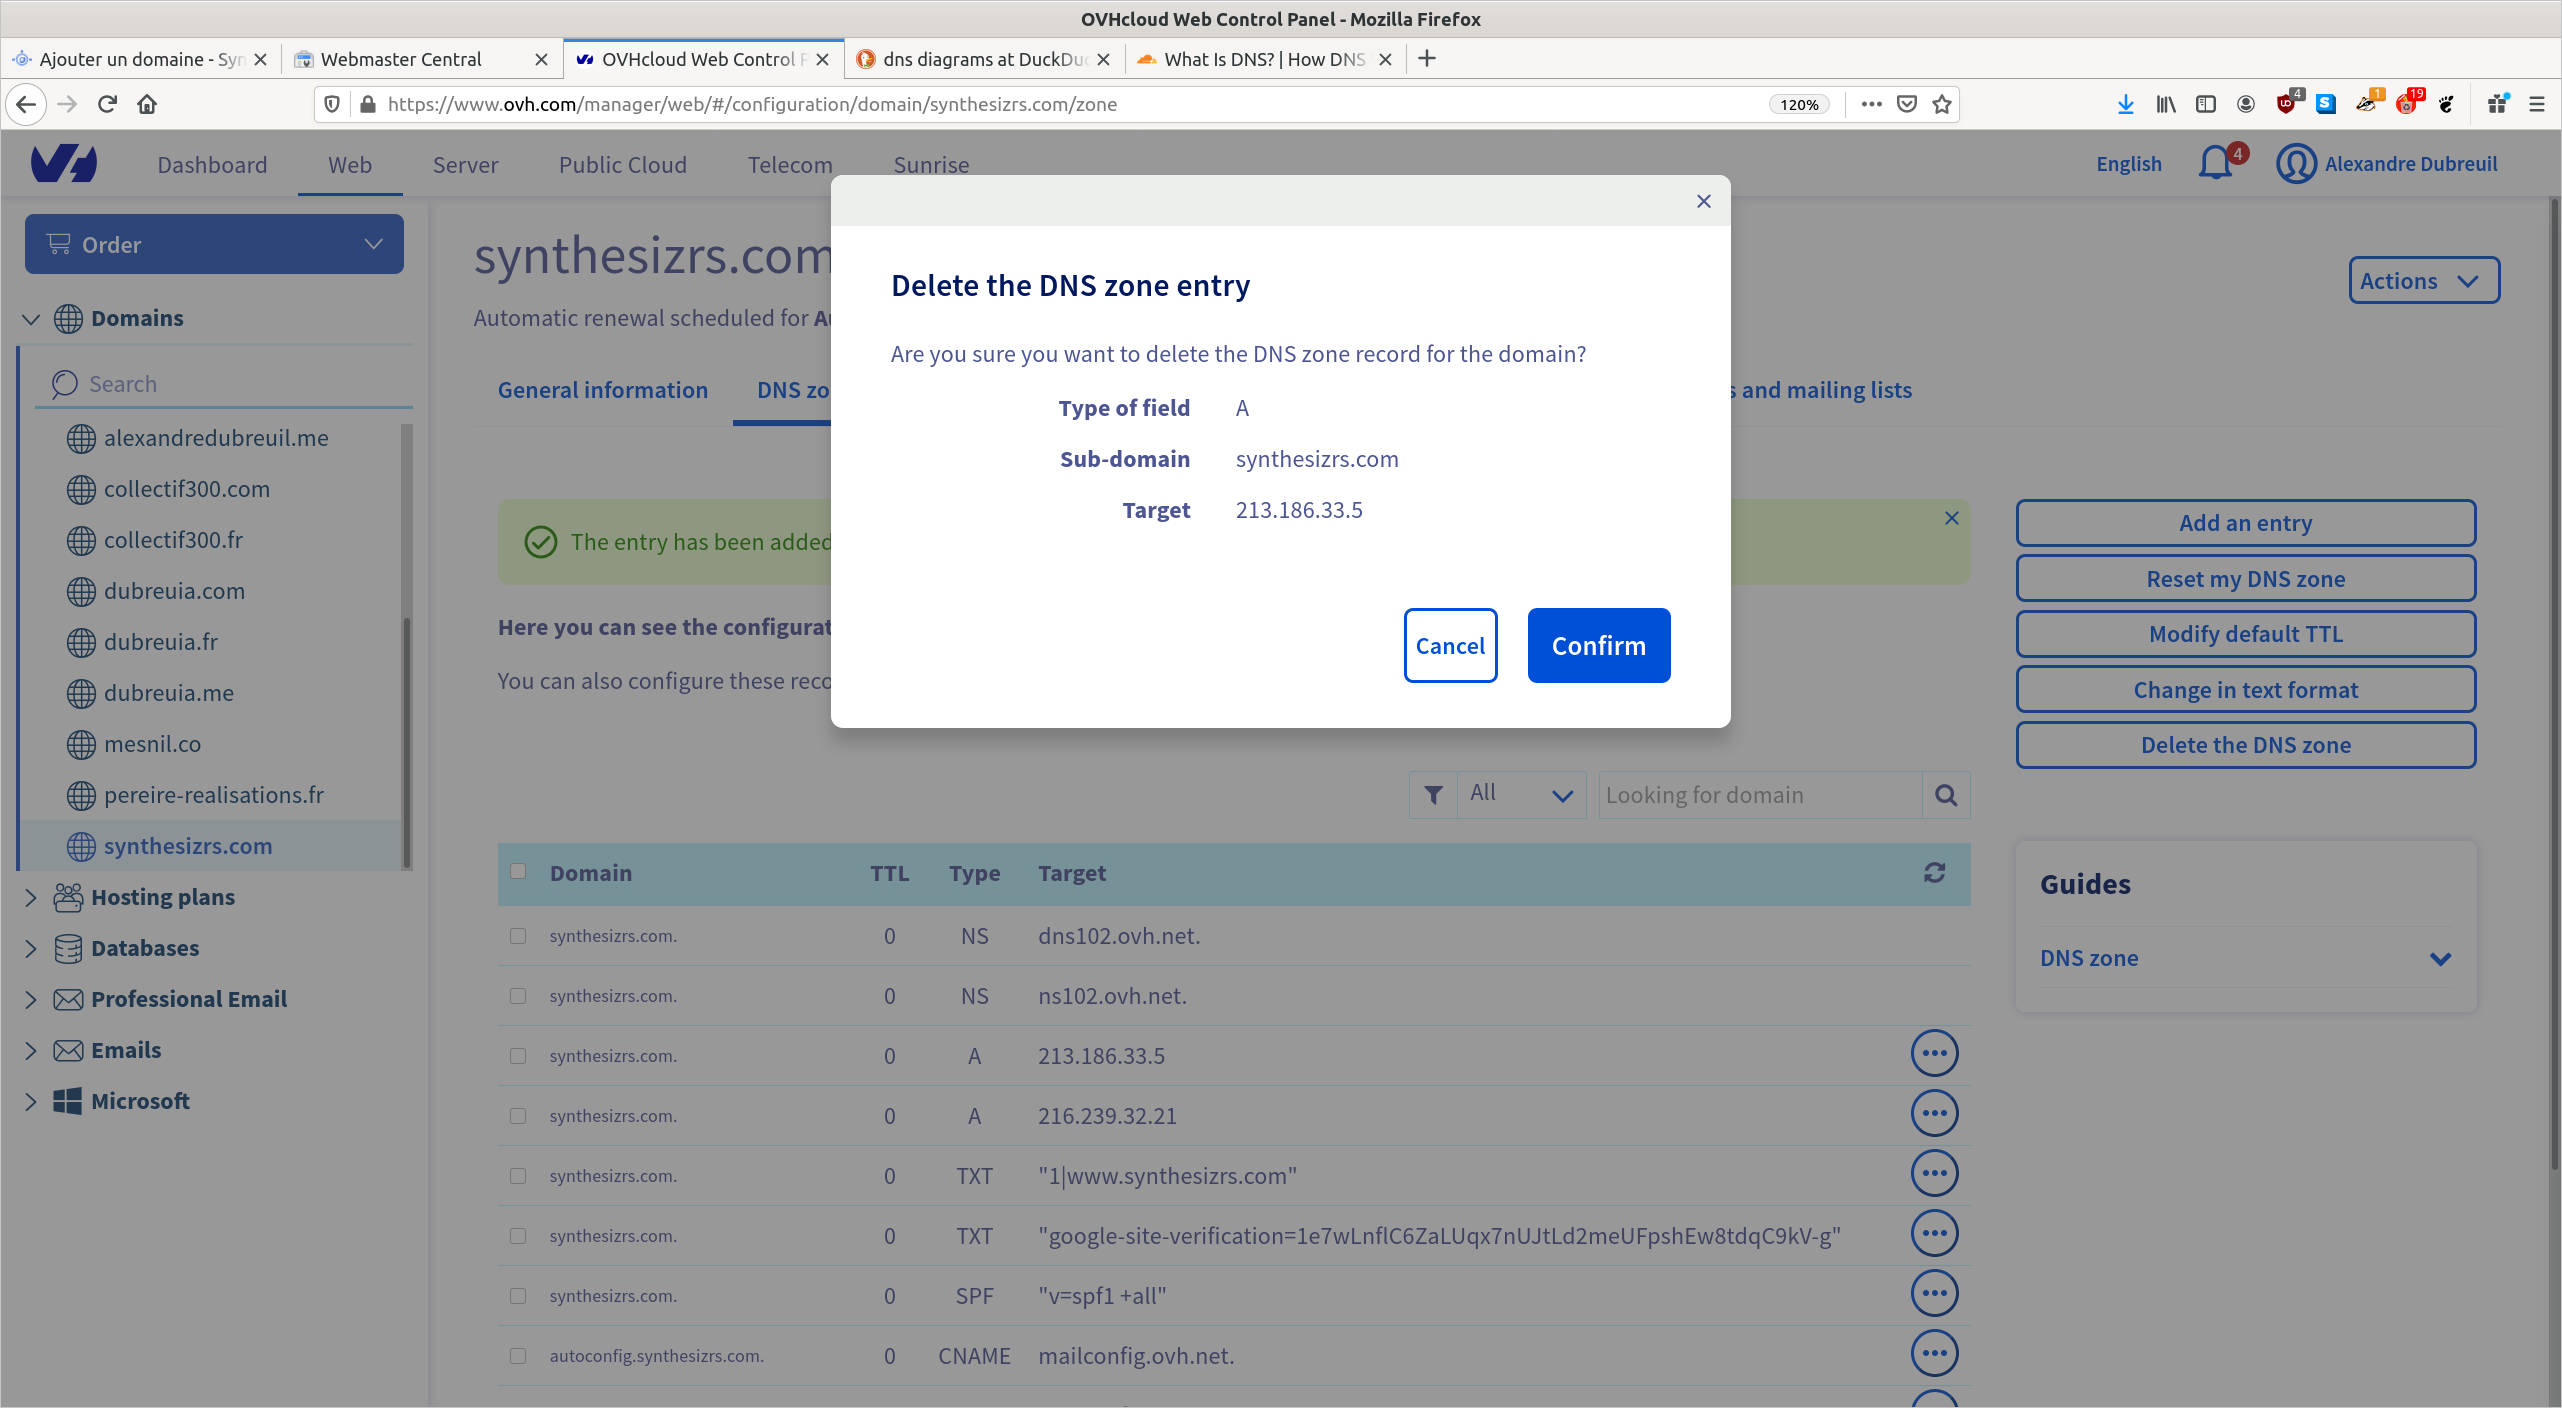 OVHcloud Web Control Panel - Mozilla Firefox
Ajouter un domaine - Syn
Webmaster Central
OVHcloud Web Control P
dns diagrams at DuckDuc
What Is DNS? | How DNS
https://www.ovh.com/manager/web/#/configuration/domain/synthesizrs.com/zone
120%
4
1
19
Dashboard
Web
Server
Public Cloud
Telecom
Sunrise
English
4
Alexandre Dubreuil
Order
Domains
Search
alexandredubreuil.me
collectif300.com
collectif300.fr
dubreuia.com
dubreuia.fr
dubreuia.me
mesnil.co
pereire-realisations.fr
synthesizrs.com
Hosting plans
Databases
Professional Email
Emails
Microsoft
synthesizrs.com
Actions
Automatic renewal scheduled for
General information
DNS zo
s and mailing lists
Delete the DNS zone entry
Are you sure you want to delete the DNS zone record for the domain?
Type of field A
Sub-domain synthesizrs.com
Target 213.186.33.5
Cancel
Confirm
The entry has been added
Here you can see the configurat
You can also configure these reco
Add an entry
Reset my DNS zone
Modify default TTL
Change in text format
Delete the DNS zone
All
Looking for domain
Domain TTL Type Target
synthesizrs.com. 0 NS dns102.ovh.net.
synthesizrs.com. 0 NS ns102.ovh.net.
synthesizrs.com. 0 A 213.186.33.5
synthesizrs.com. 0 A 216.239.32.21
synthesizrs.com. 0 TXT "1|www.synthesizrs.com"
synthesizrs.com. 0 TXT "google-site-verification=1e7wLnflC6ZaLUqx7nUJtLd2meUFpshEw8tdqC9kV-g"
synthesizrs.com. 0 SPF "v=spf1 +all"
autoconfig.synthesizrs.com. 0 CNAME mailconfig.ovh.net.
Guides
DNS zone